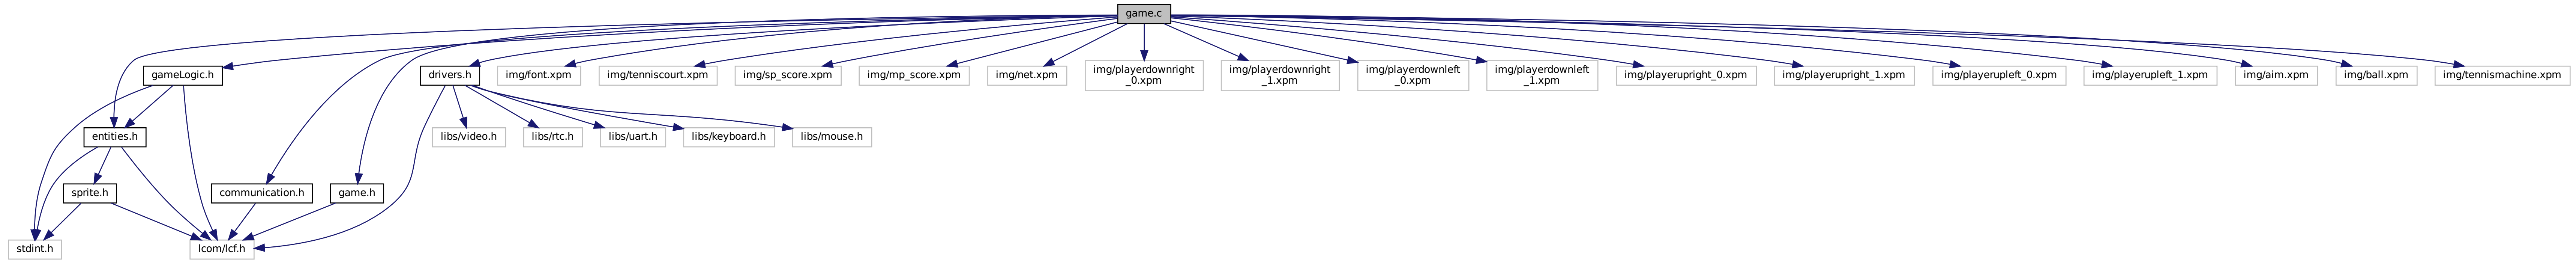 game.c
gameLogic.h
drivers.h
img/font.xpm
img/tenniscourt.xpm
img/sp_score.xpm
img/mp_score.xpm
img/net.xpm
img/playerdownright
_0.xpm
img/playerdownright
_1.xpm
img/playerdownleft
_0.xpm
img/playerdownleft
_1.xpm
img/playerupright_0.xpm
img/playerupright_1.xpm
img/playerupleft_0.xpm
img/playerupleft_1.xpm
img/aim.xpm
img/ball.xpm
img/tennismachine.xpm
entities.h
libs/video.h
libs/rtc.h
libs/uart.h
libs/keyboard.h
libs/mouse.h
sprite.h
communication.h
game.h
stdint.h
lcom/lcf.h